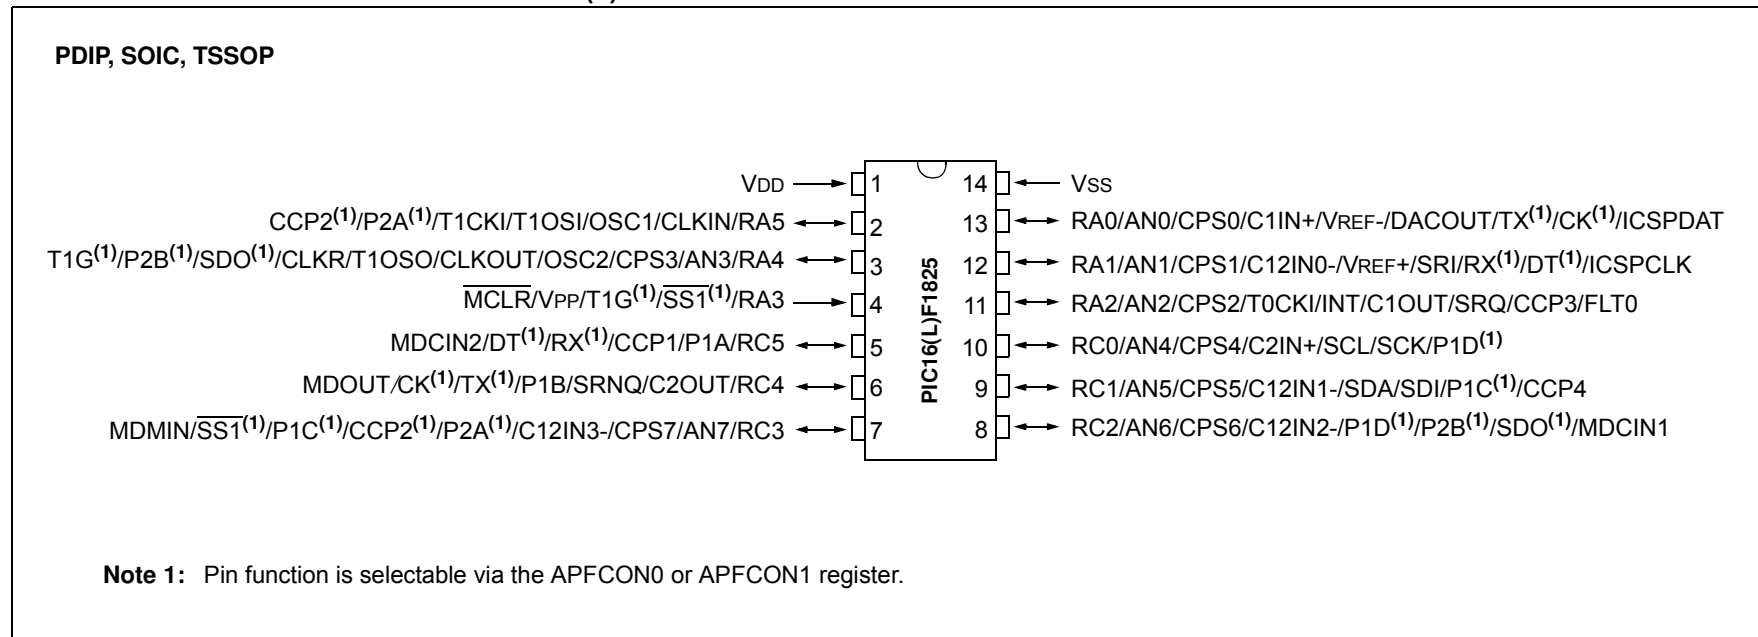 PDIP, SOIC, TSSOP
VDD 1 14 VSS
CCP2(1)/P2A(1)/T1CKI/T1OSI/OSC1/CLKIN/RA5 2 13 RA0/AN0/CPS0/C1IN+/VREF-/DACOUT/TX(1)/CK(1)/ICSPDAT
T1G(1)/P2B(1)/SDO(1)/CLKR/T1OSO/CLKOUT/OSC2/CPS3/AN3/RA4 3 12 RA1/AN1/CPS1/C12IN0-/VREF+/SRI/RX(1)/DT(1)/ICSPCLK
MCLR/VPP/T1G(1)/SS1(1)/RA3 4 11 RA2/AN2/CPS2/T0CKI/INT/C1OUT/SRQ/CCP3/FLT0
MDCIN2/DT(1)/RX(1)/CCP1/P1A/RC5 5 10 RC0/AN4/CPS4/C2IN+/SCL/SCK/P1D(1)
MDOUT/CK(1)/TX(1)/P1B/SRNQ/C2OUT/RC4 6 9 RC1/AN5/CPS5/C12IN1-/SDA/SDI/P1C(1)/CCP4
MDMIN/SS1(1)/P1C(1)/CCP2(1)/P2A(1)/C12IN3-/CPS7/AN7/RC3 7 8 RC2/AN6/CPS6/C12IN2-/P1D(1)/P2B(1)/SDO(1)/MDCIN1
PIC16(L)F1825
Note 1: Pin function is selectable via the APFCON0 or APFCON1 register.